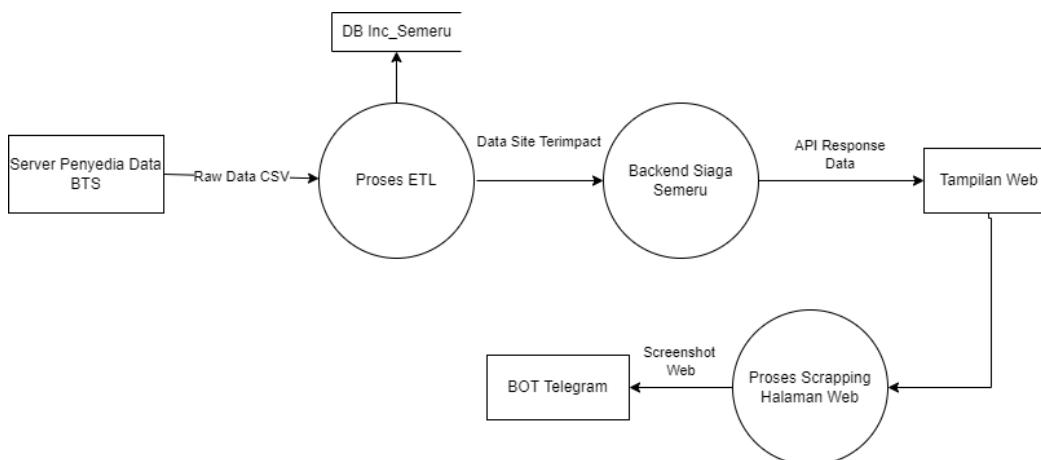 DB Inc_Semeru
Server Penyedia Data
BTS
Raw Data CSV
Proses ETL
Data Site Terimpact
Backend Siaga
Semeru
API Response
Data
Tampilan Web
Screenshot
Web
BOT Telegram
Proses Scrapping
Halaman Web